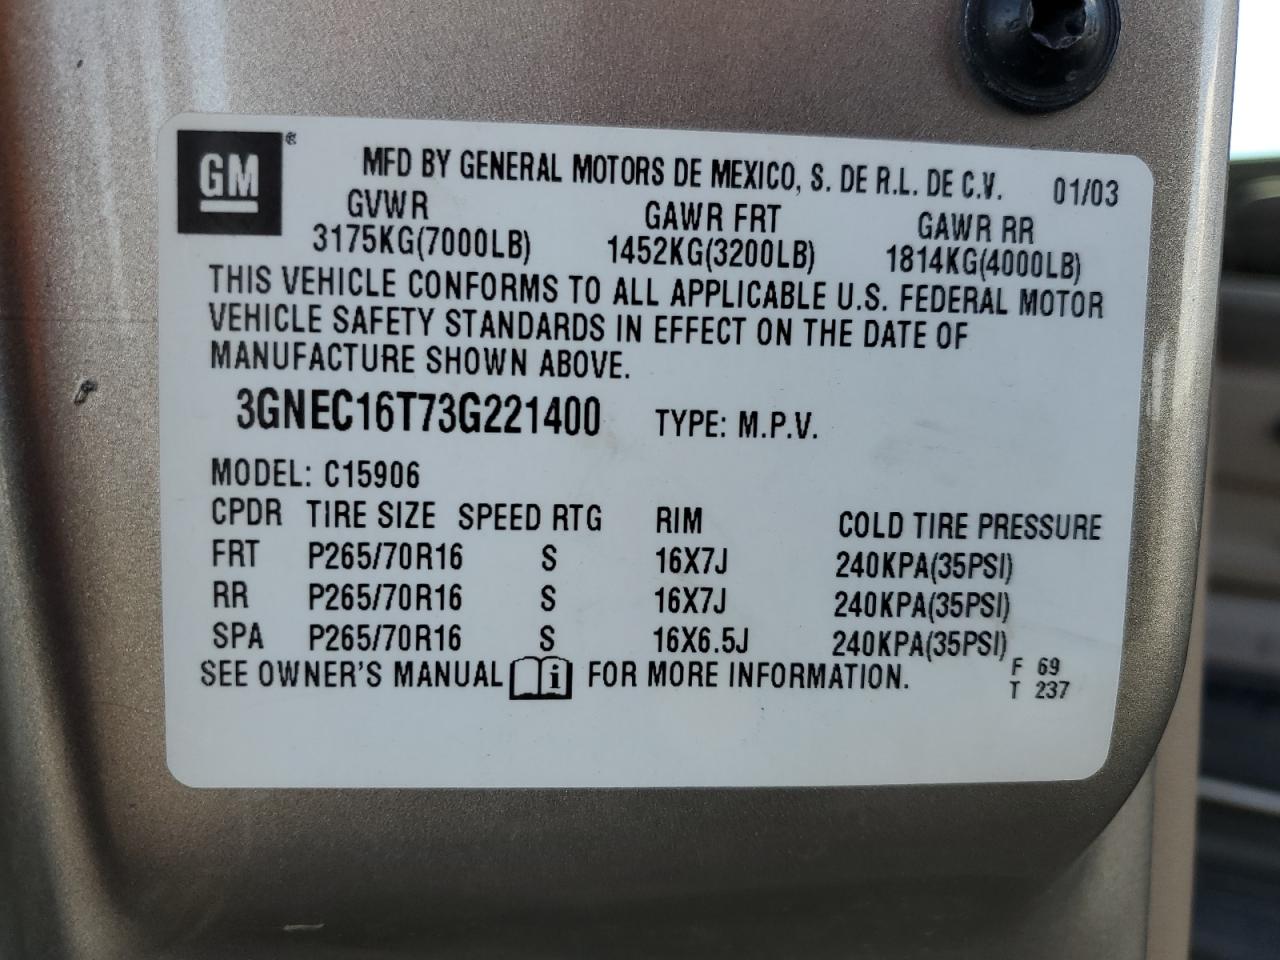 GM ®
MFD BY GENERAL MOTORS DE MEXICO, S. DE R.L. DE C.V. 01/03
GVWR GAWR FRT GAWR RR
3175KG(7000LB) 1452KG(3200LB) 1814KG(4000LB)
THIS VEHICLE CONFORMS TO ALL APPLICABLE U.S. FEDERAL MOTOR
VEHICLE SAFETY STANDARDS IN EFFECT ON THE DATE OF
MANUFACTURE SHOWN ABOVE.
3GNEC16T73G221400 TYPE: M.P.V.
MODEL: C15906
CPDR TIRE SIZE SPEED RTG RIM COLD TIRE PRESSURE
FRT P265/70R16 S 16X7J 240KPA(35PSI)
RR P265/70R16 S 16X7J 240KPA(35PSI)
SPA P265/70R16 S 16X6.5J 240KPA(35PSI)
SEE OWNER'S MANUAL i FOR MORE INFORMATION.
F 69
T 237